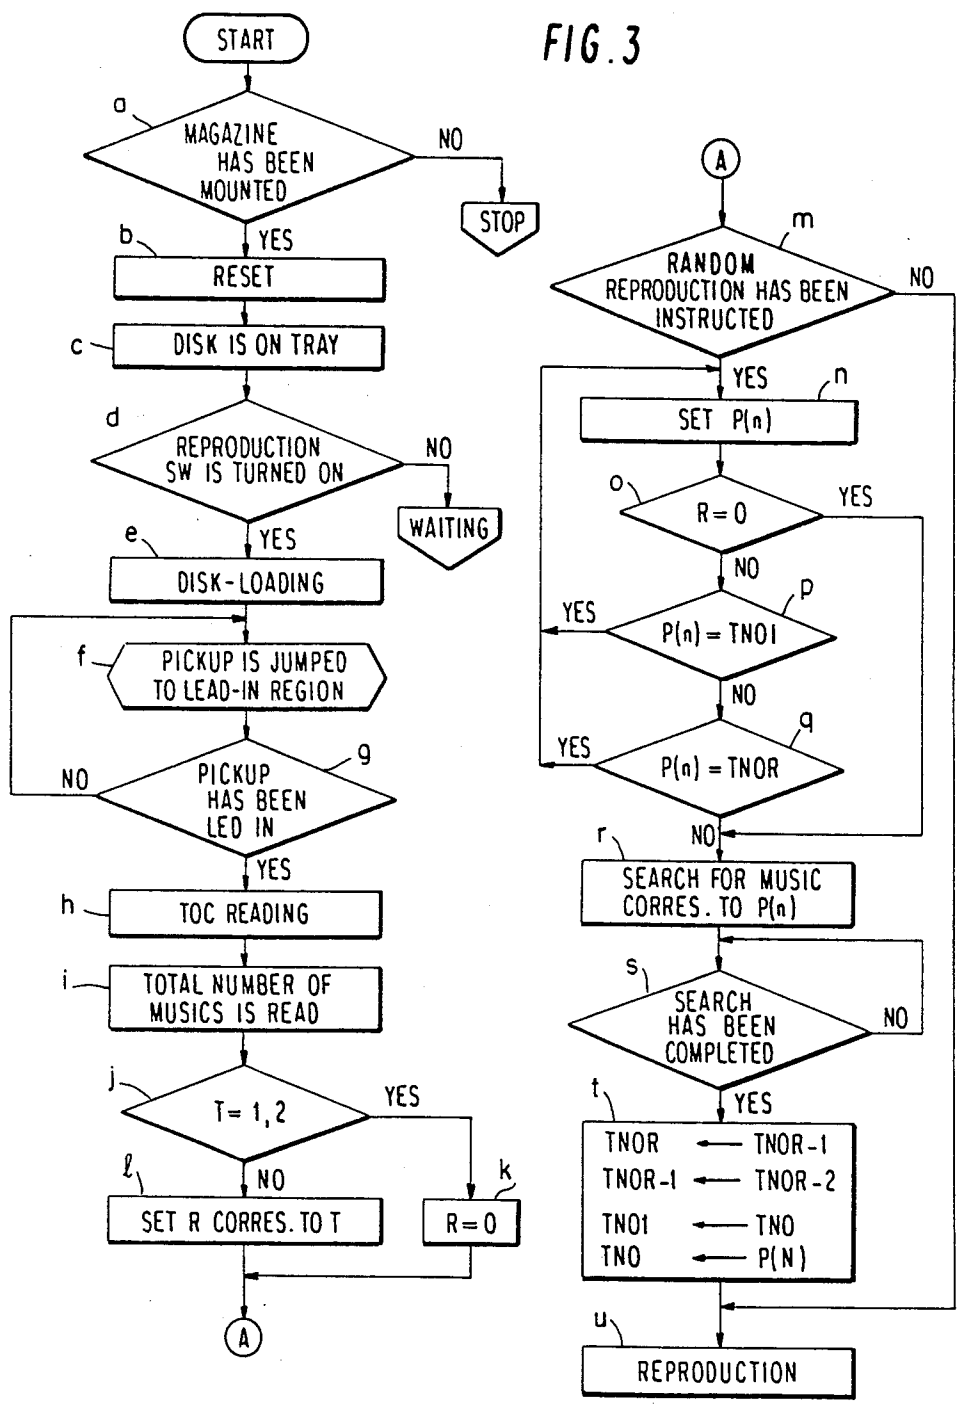 FIG. 3
START
a
MAGAZINE
HAS BEEN
MOUNTED
NO
STOP
YES
b
RESET
c
DISK IS ON TRAY
d
REPRODUCTION
SW IS TURNED ON
NO
WAITING
YES
e
DISK-LOADING
f
PICKUP IS JUMPED
TO LEAD-IN REGION
g
PICKUP
HAS BEEN
LED IN
NO
YES
h
TOC READING
i
TOTAL NUMBER OF
MUSICS IS READ
j
T = 1, 2
YES
NO
k
R = 0
l
SET R CORRES. TO T
A
A
m
RANDOM
REPRODUCTION HAS BEEN
INSTRUCTED
NO
YES
n
SET P(n)
o
R = 0
YES
NO
p
P(n) = TNO1
YES
NO
q
P(n) = TNOR
YES
NO
r
SEARCH FOR MUSIC
CORRES. TO P(n)
s
SEARCH
HAS BEEN
COMPLETED
NO
YES
t
TNOR ← TNOR-1
TNOR-1 ← TNOR-2
TNO1 ← TNO
TNO ← P(N)
u
REPRODUCTION